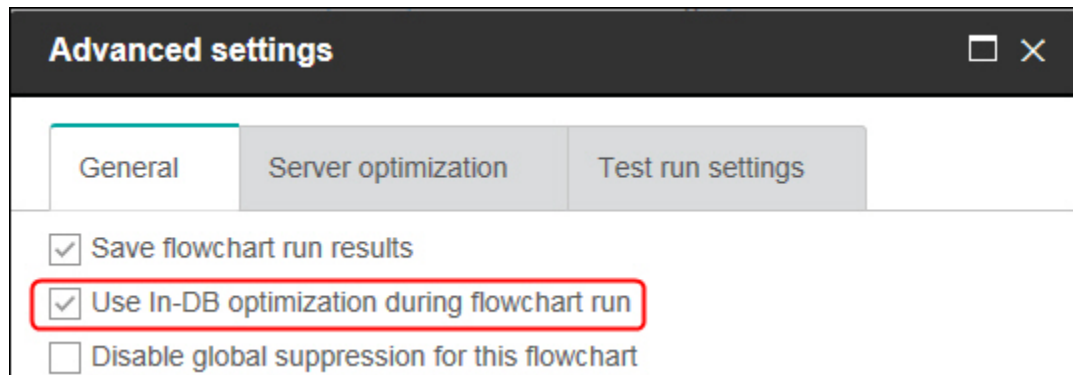 Advanced settings
General Server optimization Test run settings
Save flowchart run results
Use In-DB optimization during flowchart run
Disable global suppression for this flowchart